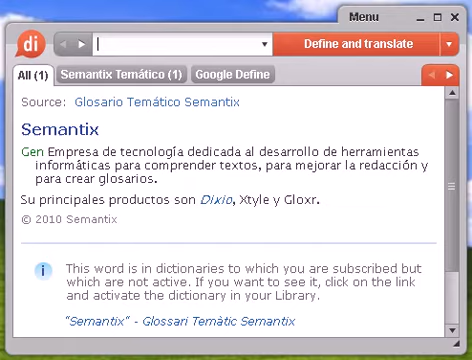 Menu
di
Define and translate
All (1)
Semantix Temático (1)
Google Define
Source: Glosario Temático Semantix
Semantix
Gen Empresa de tecnología dedicada al desarrollo de herramientas
informáticas para comprender textos, para mejorar la redacción y
para crear glosarios.
Su principales productos son Dixio, Xtyle y Gloxr.
© 2010 Semantix
i
This word is in dictionaries to which you are subscribed but
which are not active. If you want to see it, click on the link
and activate the dictionary in your Library.
"Semantix" - Glossari Temàtic Semantix